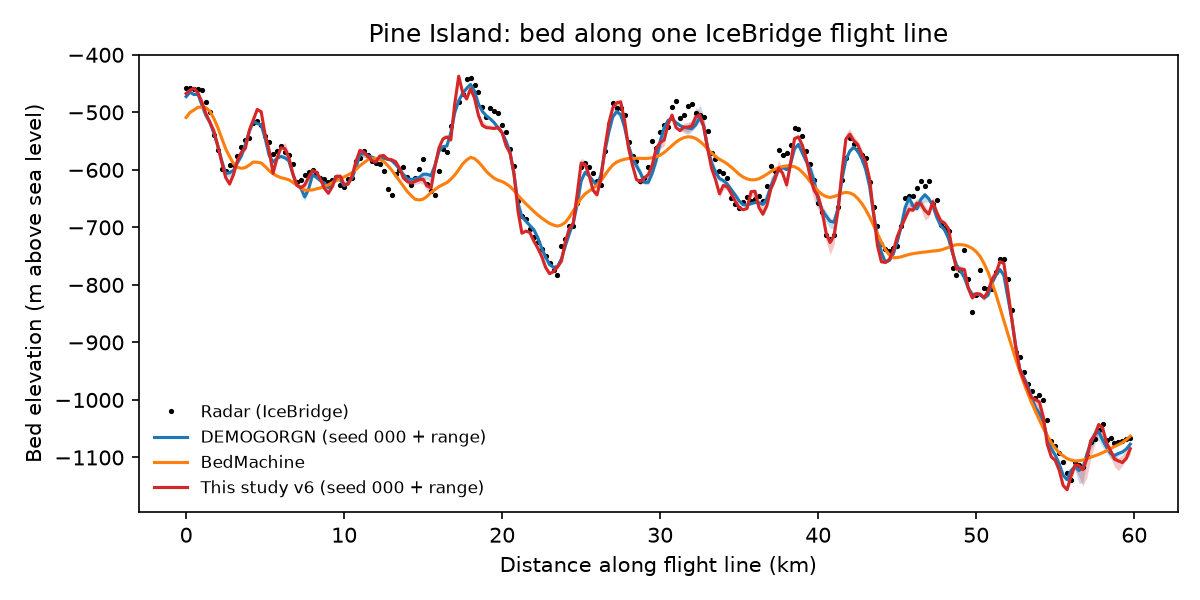 Pine Island: bed along one IceBridge flight line
Bed elevation (m above sea level)
−400
−500
−600
−700
−800
−900
−1000
−1100
Radar (IceBridge)
DEMOGORGN (seed 000 + range)
BedMachine
This study v6 (seed 000 + range)
0 10 20 30 40 50 60
Distance along flight line (km)